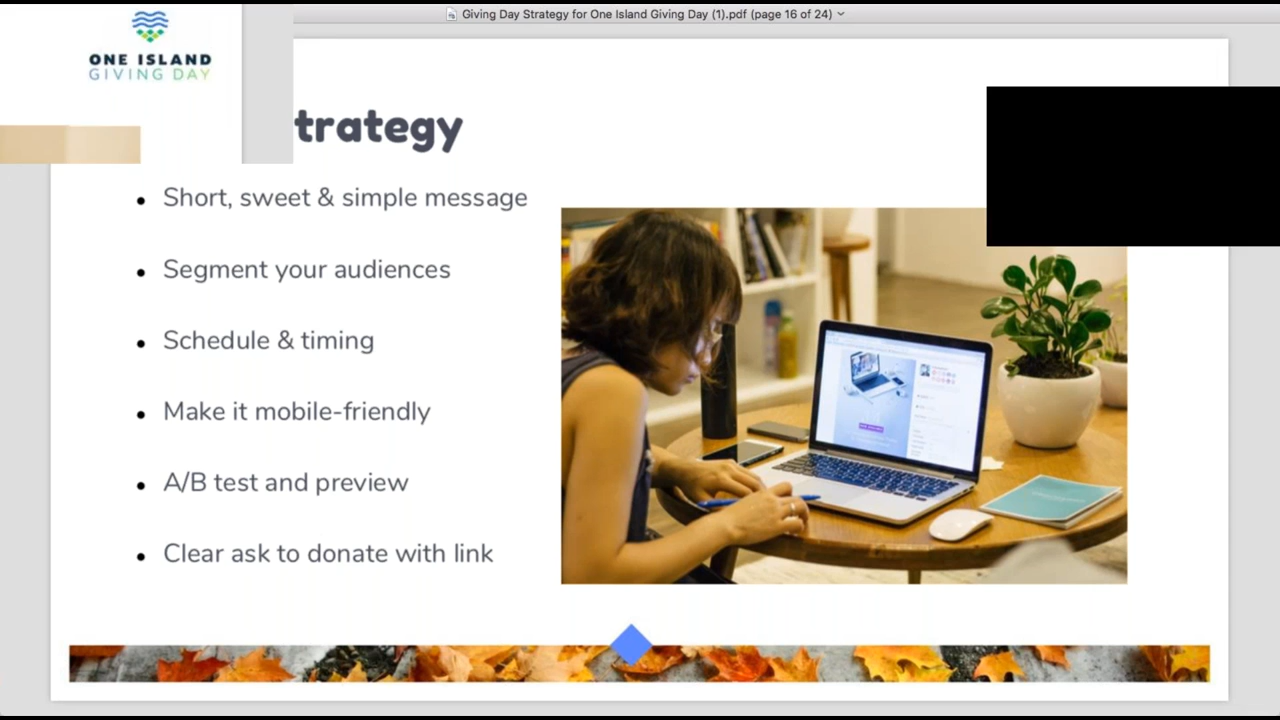 Giving Day Strategy for One Island Giving Day (1).pdf (page 16 of 24)
ONE ISLAND
GIVING DAY
trategy
• Short, sweet & simple message
• Segment your audiences
• Schedule & timing
• Make it mobile-friendly
• A/B test and preview
• Clear ask to donate with link